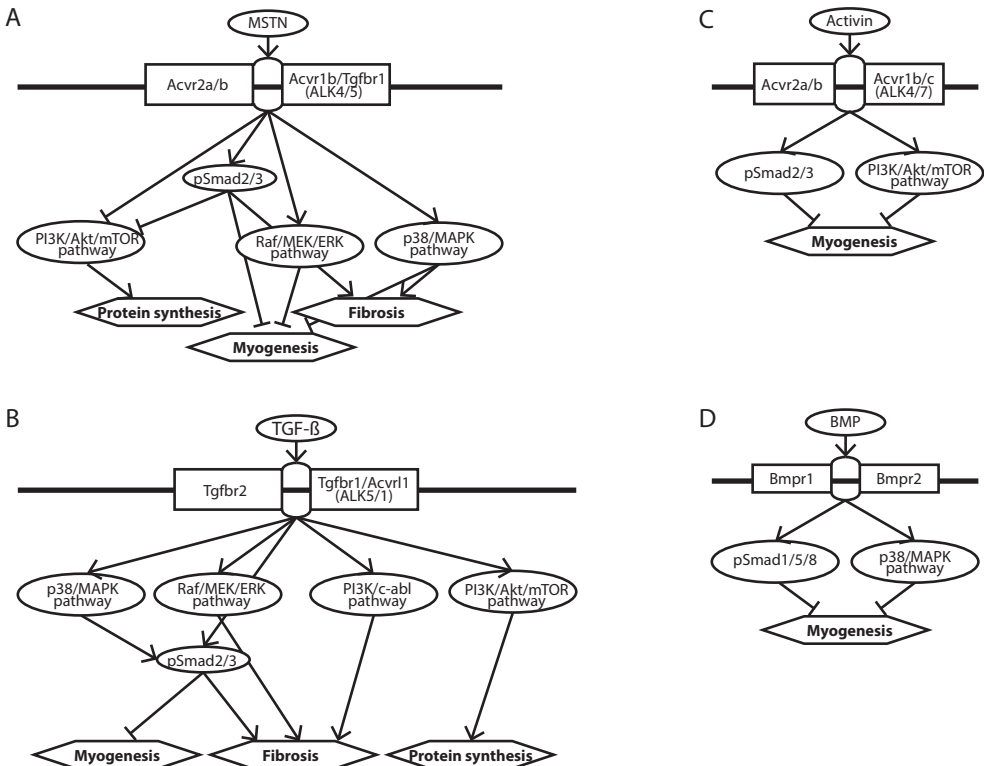 A
MSTN
Acvr2a/b
Acvr1b/Tgfbr1
(ALK4/5)
pSmad2/3
PI3K/Akt/mTOR
pathway
Raf/MEK/ERK
pathway
p38/MAPK
pathway
Protein synthesis
Fibrosis
Myogenesis
C
Activin
Acvr2a/b
Acvr1b/c
(ALK4/7)
pSmad2/3
PI3K/Akt/mTOR
pathway
Myogenesis
B
TGF-ß
Tgfbr2
Tgfbr1/Acvrl1
(ALK5/1)
p38/MAPK
pathway
Raf/MEK/ERK
pathway
PI3K/c-abl
pathway
PI3K/Akt/mTOR
pathway
pSmad2/3
Myogenesis
Fibrosis
Protein synthesis
D
BMP
Bmpr1
Bmpr2
pSmad1/5/8
p38/MAPK
pathway
Myogenesis